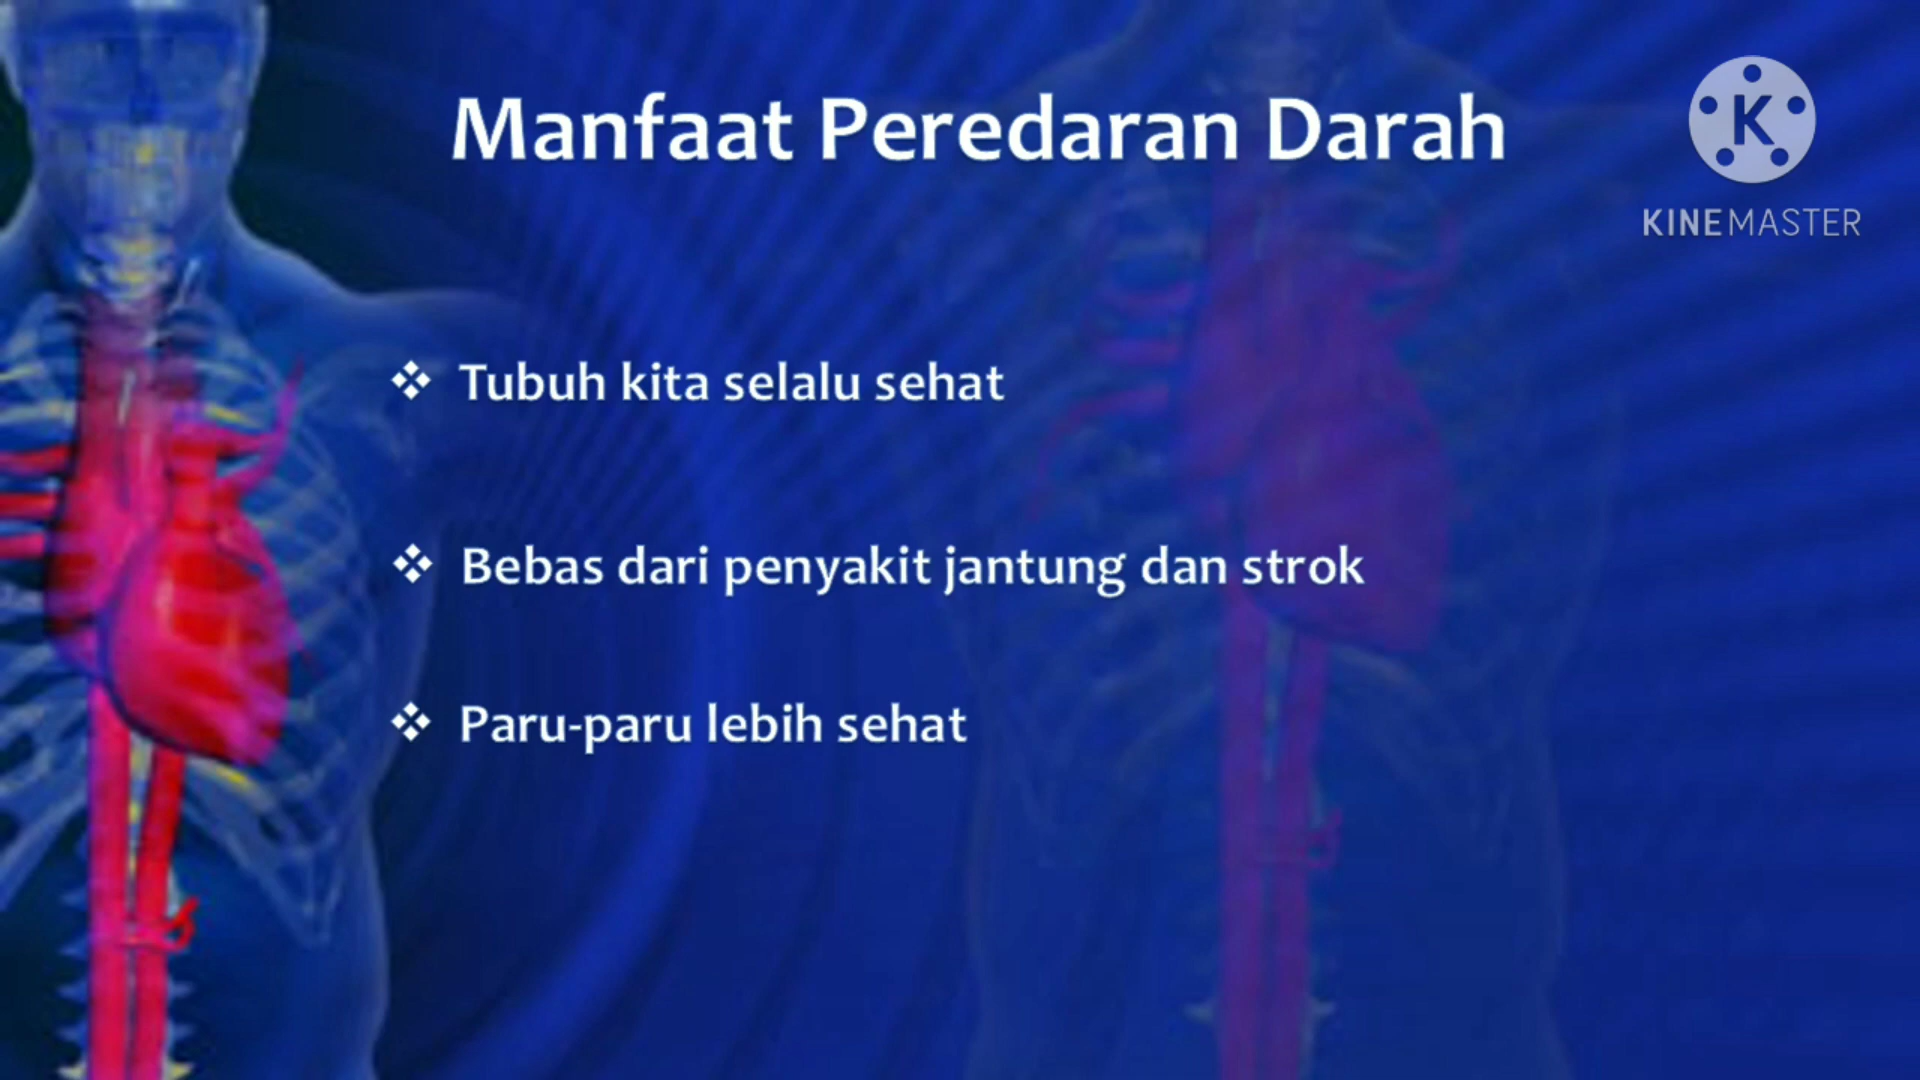 Manfaat Peredaran Darah
K
KINEMASTER
❖ Tubuh kita selalu sehat
❖ Bebas dari penyakit jantung dan strok
❖ Paru-paru lebih sehat